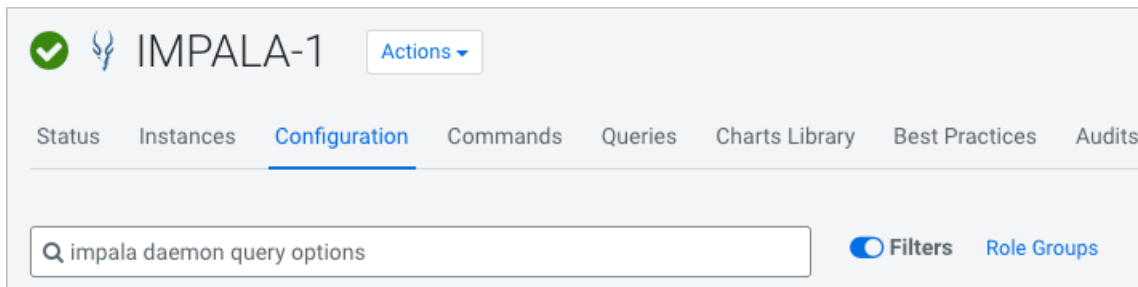 IMPALA-1 Actions
Status Instances Configuration Commands Queries Charts Library Best Practices Audits
impala daemon query options Filters Role Groups